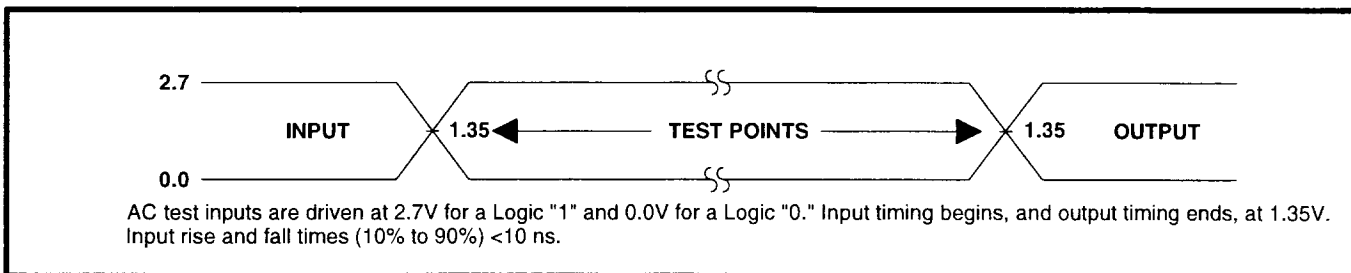 2.7
INPUT 1.35 TEST POINTS 1.35 OUTPUT
0.0
AC test inputs are driven at 2.7V for a Logic "1" and 0.0V for a Logic "0." Input timing begins, and output timing ends, at 1.35V.
Input rise and fall times (10% to 90%) <10 ns.